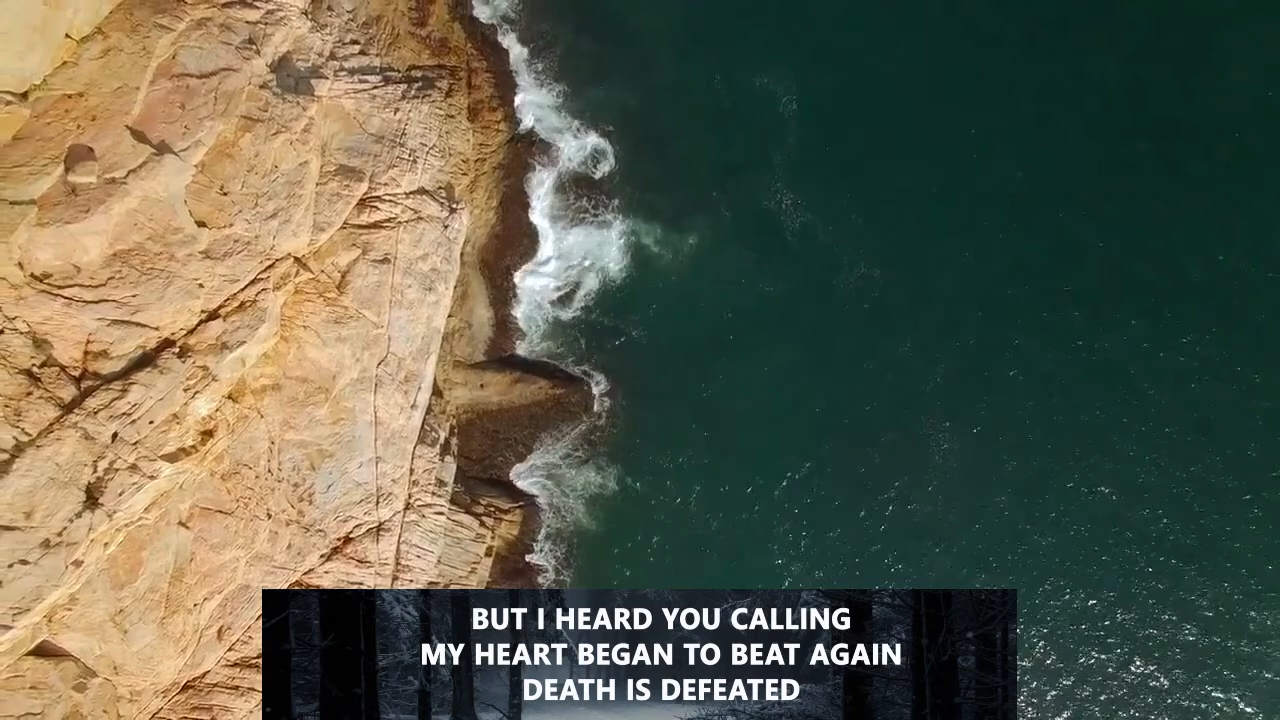 BUT I HEARD YOU CALLING
MY HEART BEGAN TO BEAT AGAIN
DEATH IS DEFEATED